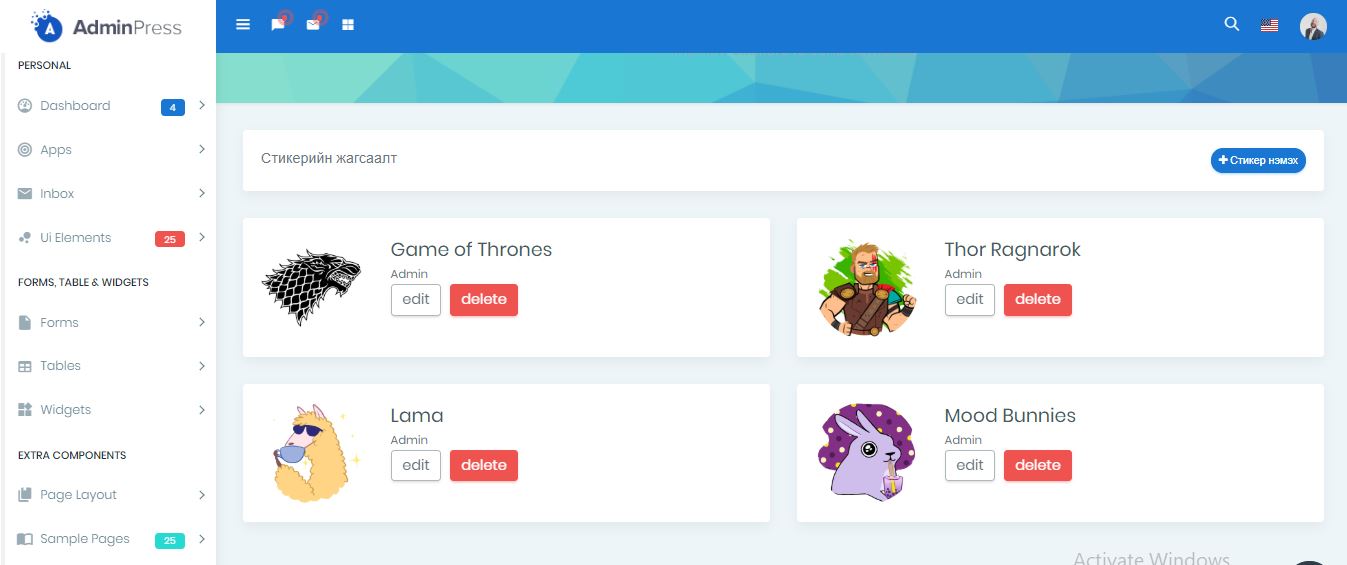 AdminPress
PERSONAL
Dashboard 4
Apps
Inbox
Ui Elements 25
FORMS, TABLE & WIDGETS
Forms
Tables
Widgets
EXTRA COMPONENTS
Page Layout
Sample Pages 25
Стикерийн жагсаалт
+ Стикер нэмэх
Game of Thrones
Admin
edit delete
Thor Ragnarok
Admin
edit delete
Lama
Admin
edit delete
Mood Bunnies
Admin
edit delete
Activate Windows